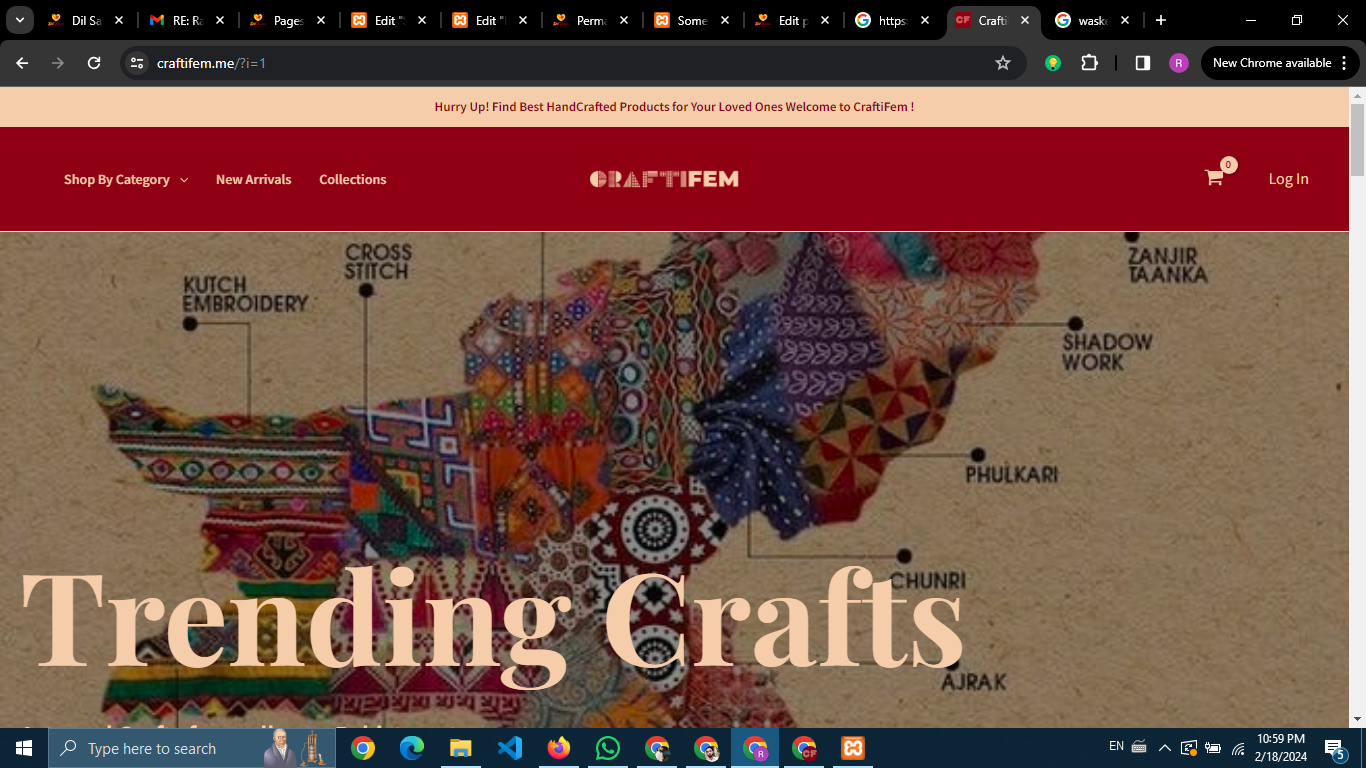 Dil Sa
RE: Ra
Pages
Edit "
Edit "
Perma
Some
Edit p
https
Crafti
waske
craftifem.me/?i=1
R
New Chrome available
Hurry Up! Find Best HandCrafted Products for Your Loved Ones Welcome to CraftiFem !
Shop By Category
New Arrivals
Collections
CRAFTIFEM
0
Log In
CROSS
STITCH
ZANJIR
TAANKA
KUTCH
EMBROIDERY
SHADOW
WORK
PHULKARI
CHUNRI
Trending Crafts
AJRAK
Type here to search
EN
10:59 PM
2/18/2024
5